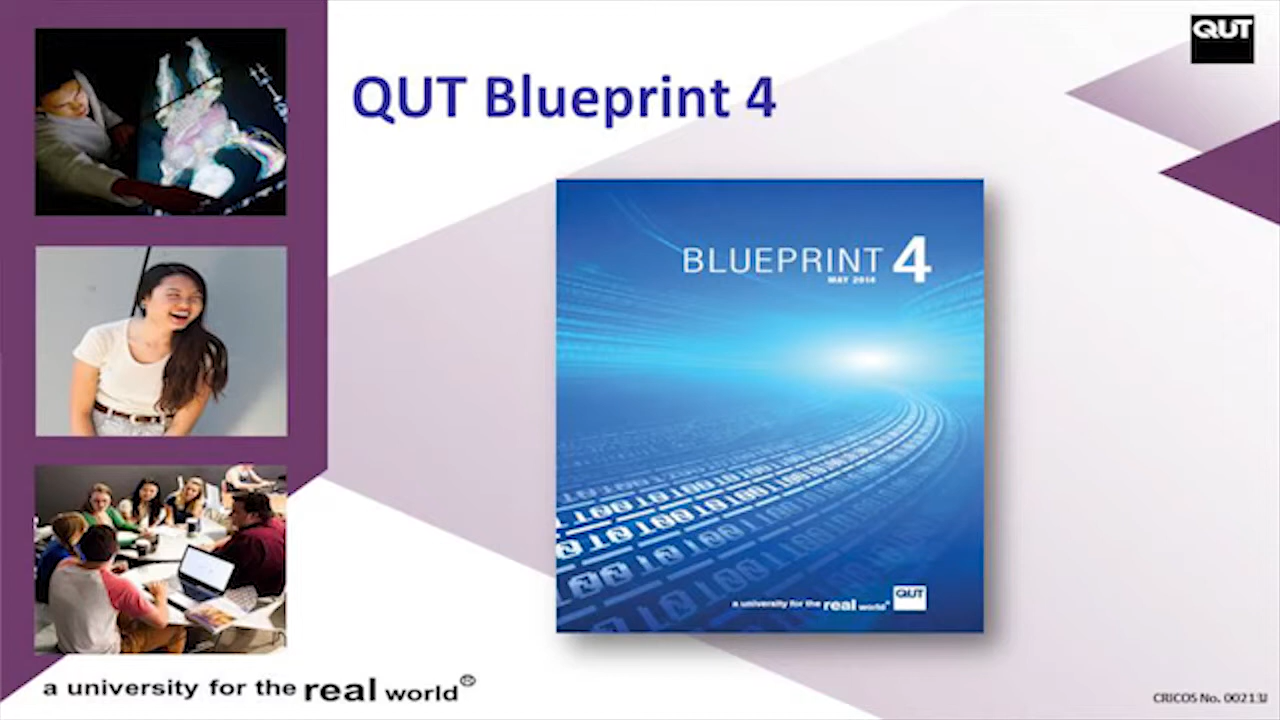 QUT
QUT Blueprint 4
BLUEPRINT 4
MAY 2014
a university for the real world®
QUT
a university for the real world®
CRICOS No. 00213J